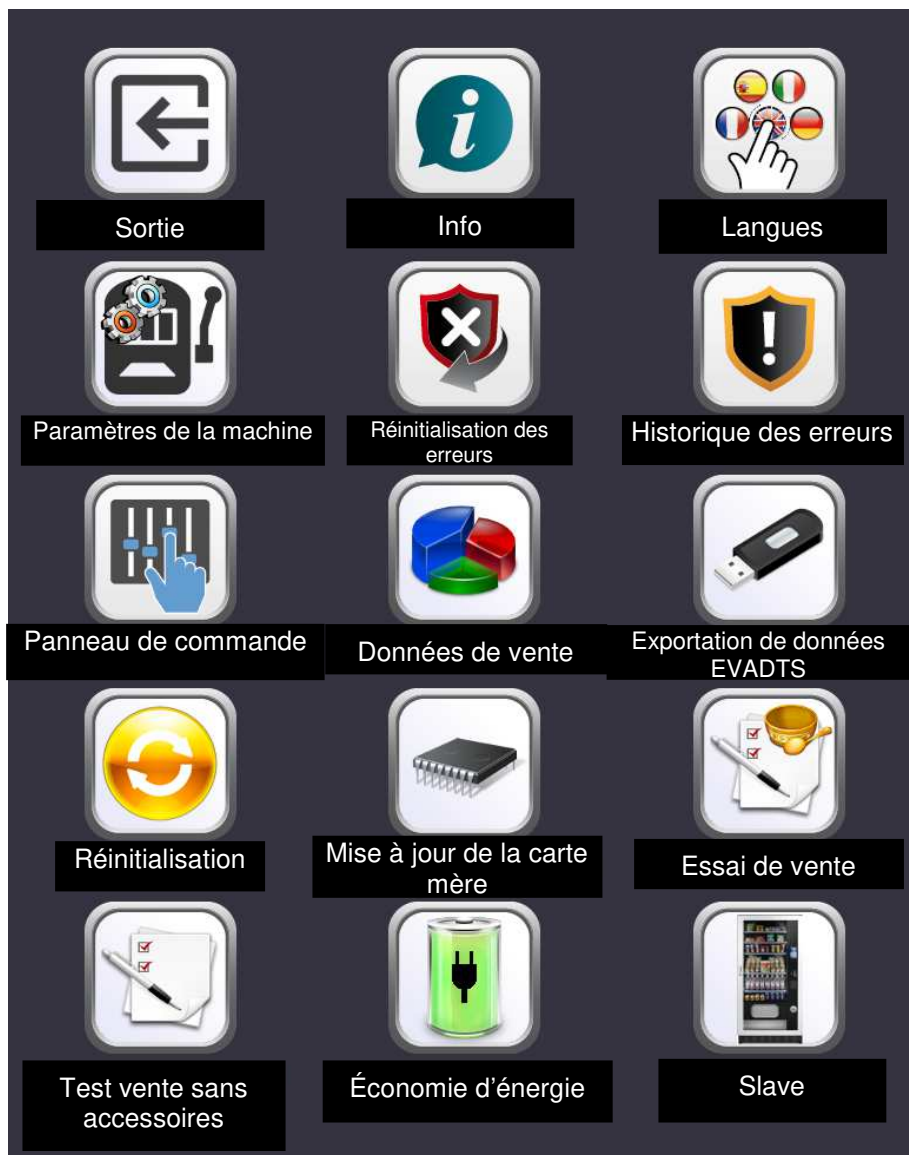 Sortie
Info
Langues
Paramètres de la machine
Réinitialisation des
erreurs
Historique des erreurs
Panneau de commande
Données de vente
Exportation de données
EVADTS
Réinitialisation
Mise à jour de la carte
mère
Essai de vente
Test vente sans
accessoires
Économie d’énergie
Slave